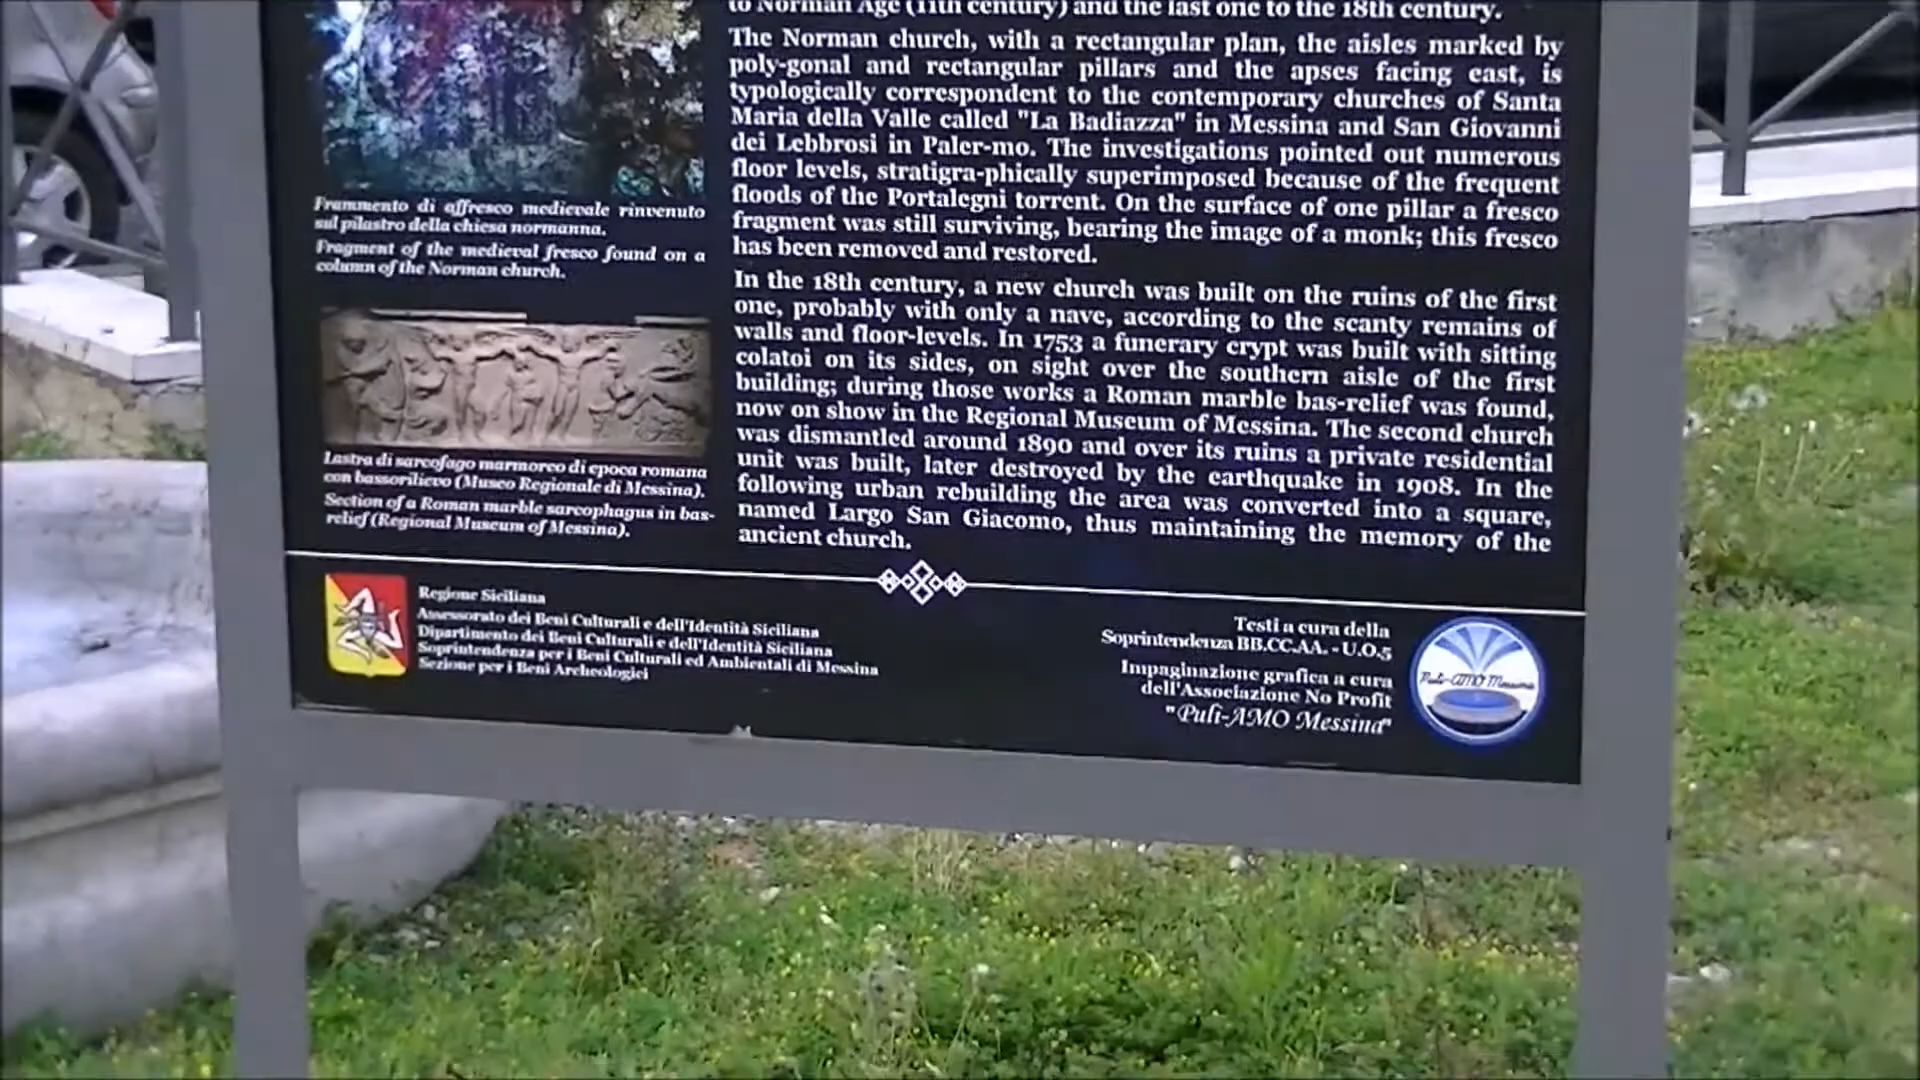 to Norman Age (11th century) and the last one to the 18th century.
The Norman church, with a rectangular plan, the aisles marked by
poly-gonal and rectangular pillars and the apses facing east, is
typologically correspondent to the contemporary churches of Santa
Maria della Valle called "La Badiazza" in Messina and San Giovanni
dei Lebbrosi in Paler-mo. The investigations pointed out numerous
floor levels, stratigra-phically superimposed because of the frequent
floods of the Portalegni torrent. On the surface of one pillar a fresco
fragment was still surviving, bearing the image of a monk; this fresco
has been removed and restored.
In the 18th century, a new church was built on the ruins of the first
one, probably with only a nave, according to the scanty remains of
walls and floor-levels. In 1753 a funerary crypt was built with sitting
colatoi on its sides, on sight over the southern aisle of the first
building; during those works a Roman marble bas-relief was found,
now on show in the Regional Museum of Messina. The second church
was dismantled around 1890 and over its ruins a private residential
unit was built, later destroyed by the earthquake in 1908. In the
following urban rebuilding the area was converted into a square,
named Largo San Giacomo, thus maintaining the memory of the
ancient church.
Frammento di affresco medievale rinvenuto
sul pilastro della chiesa normanna.
Fragment of the medieval fresco found on a
column of the Norman church.
Lastra di sarcofago marmoreo di epoca romana
con bassorilievo (Museo Regionale di Messina).
Section of a Roman marble sarcophagus in bas-
relief (Regional Museum of Messina).
Regione Siciliana
Assessorato dei Beni Culturali e dell'Identità Siciliana
Dipartimento dei Beni Culturali e dell'Identità Siciliana
Soprintendenza per i Beni Culturali ed Ambientali di Messina
Sezione per i Beni Archeologici
Testi a cura della
Soprintendenza BB.CC.AA. - U.O.5
Impaginazione grafica a cura
dell'Associazione No Profit
"Puli-AMO Messina"
Puli-AMO Messina